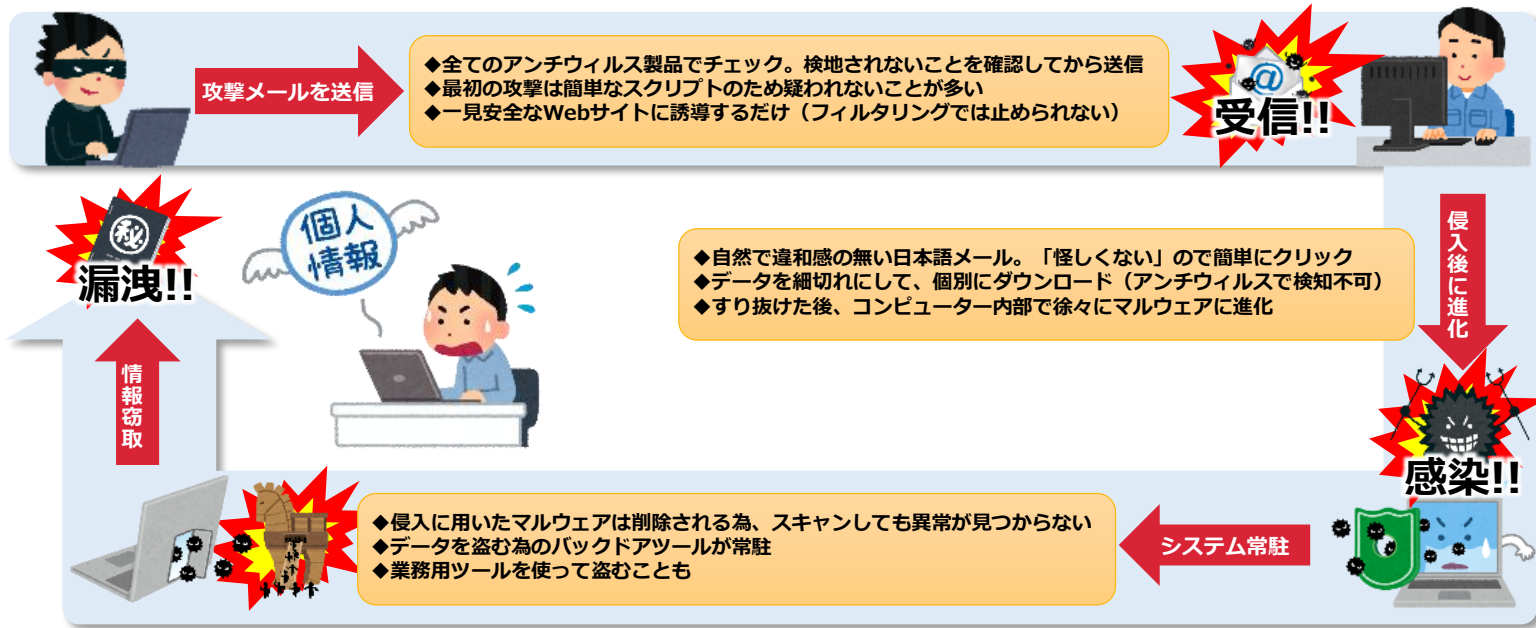 攻撃メールを送信
◆全てのアンチウィルス製品でチェック。検地されないことを確認してから送信
◆最初の攻撃は簡単なスクリプトのため疑われないことが多い
◆一見安全なWebサイトに誘導するだけ（フィルタリングでは止められない）
@
受信!!
侵入後に進化
◆自然で違和感の無い日本語メール。「怪しくない」ので簡単にクリック
◆データを細切れにして、個別にダウンロード（アンチウィルスで検知不可）
◆すり抜けた後、コンピューター内部で徐々にマルウェアに進化
感染!!
システム常駐
◆侵入に用いたマルウェアは削除される為、スキャンしても異常が見つからない
◆データを盗む為のバックドアツールが常駐
◆業務用ツールを使って盗むことも
情報窃取
㊙
漏洩!!
個人
情報